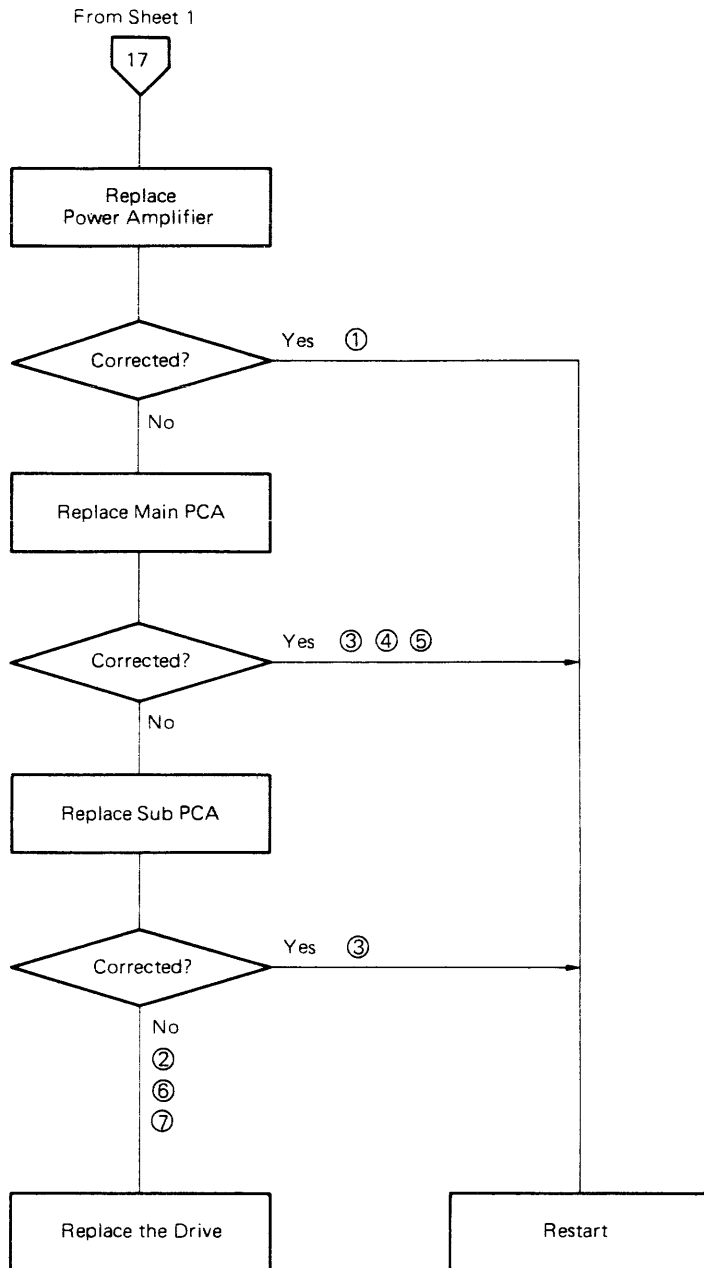 From Sheet 1
17
Replace
Power Amplifier
Corrected?
Yes ①
No
Replace Main PCA
Corrected?
Yes ③ ④ ⑤
No
Replace Sub PCA
Corrected?
Yes ③
No
②
⑥
⑦
Replace the Drive
Restart